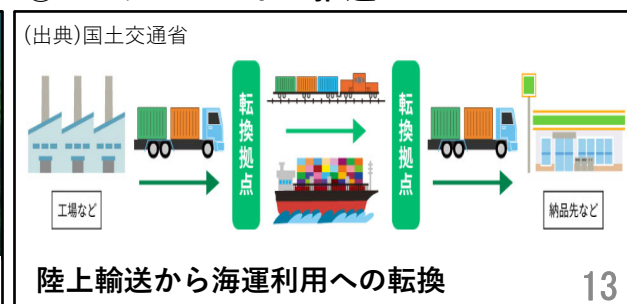 (出典)国土交通省
転換拠点
転換拠点
工場など
納品先など
陸上輸送から海運利用への転換
13